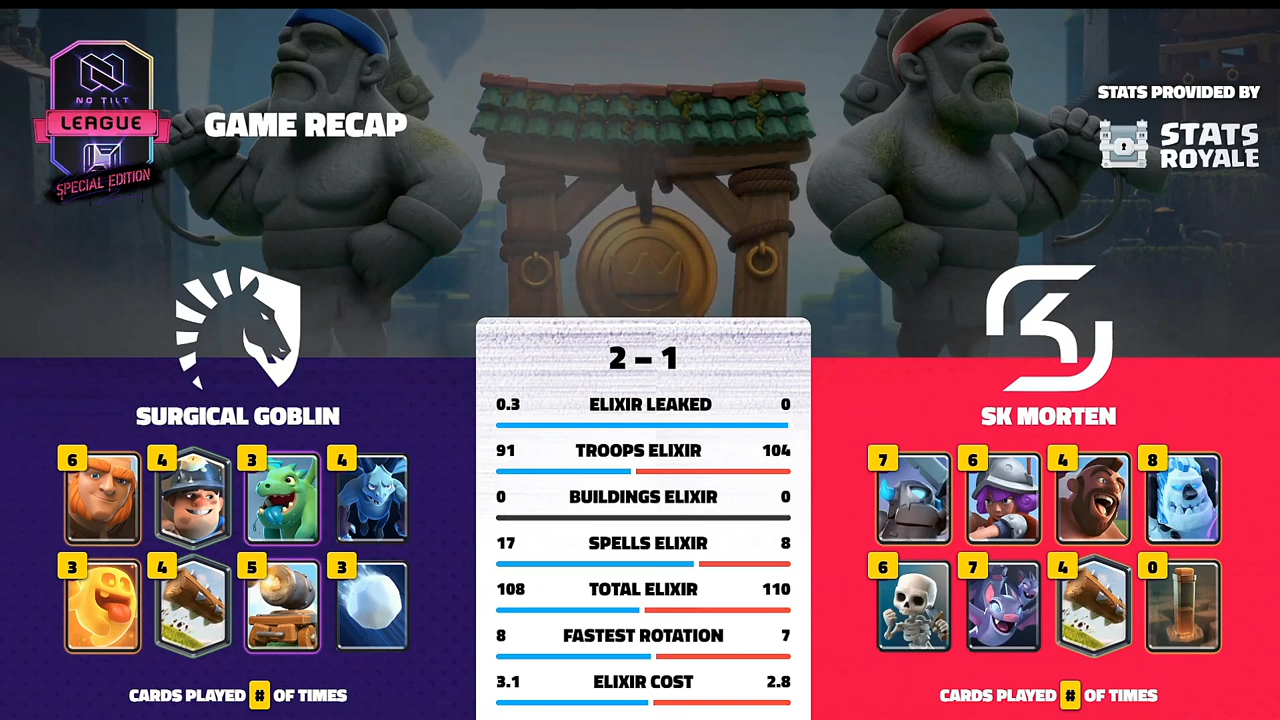 NO TILT
LEAGUE
SPECIAL EDITION
GAME RECAP
STATS PROVIDED BY
STATS
ROYALE
SURGICAL GOBLIN
6 4 3 4
3 4 5 3
CARDS PLAYED # OF TIMES
2 – 1
0.3 ELIXIR LEAKED 0
91 TROOPS ELIXIR 104
0 BUILDINGS ELIXIR 0
17 SPELLS ELIXIR 8
108 TOTAL ELIXIR 110
8 FASTEST ROTATION 7
3.1 ELIXIR COST 2.8
SK
SK MORTEN
7 6 4 8
6 7 4 0
CARDS PLAYED # OF TIMES